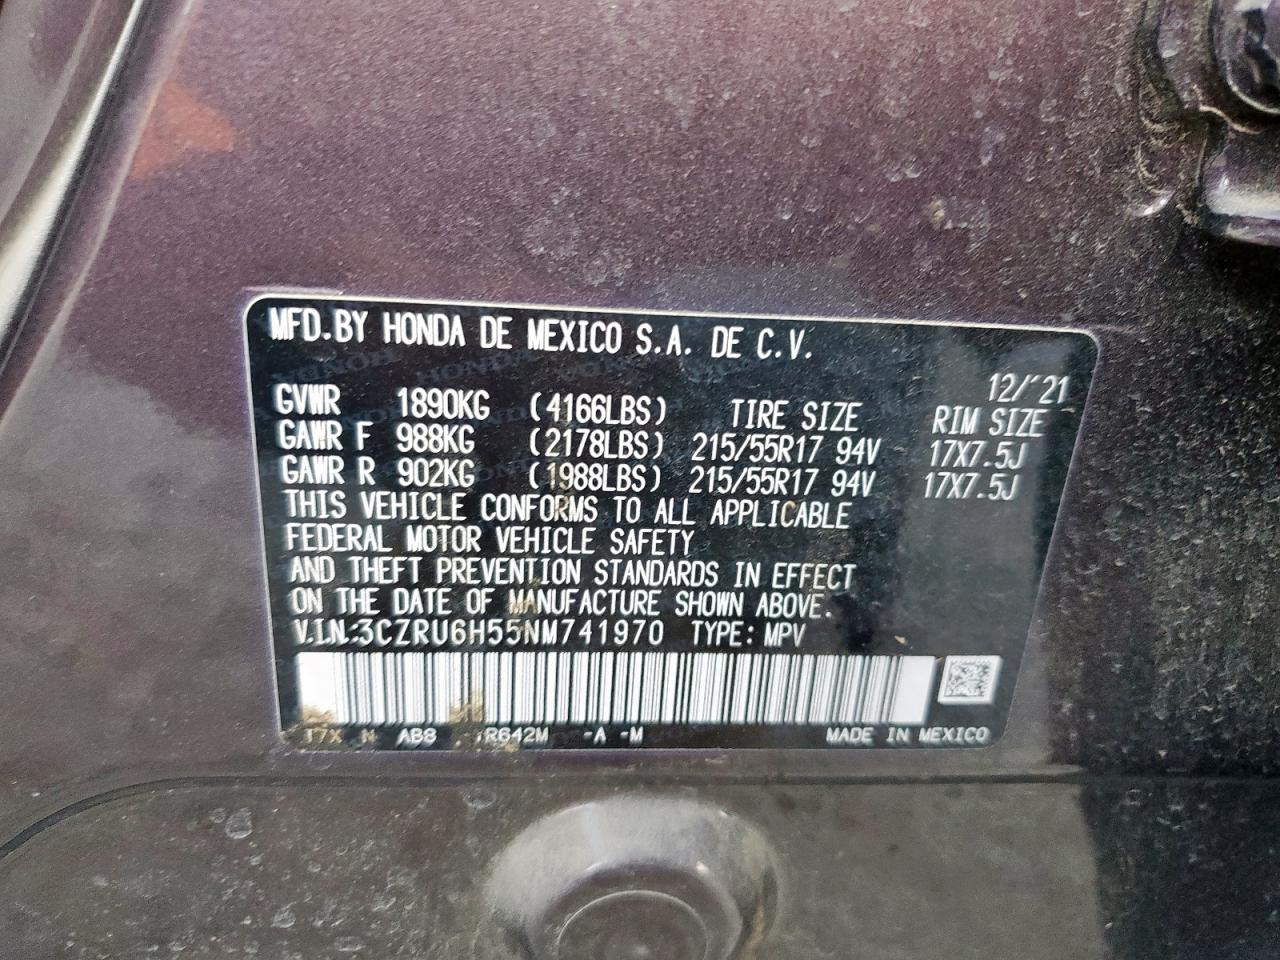 MFD.BY HONDA DE MEXICO S.A. DE C.V.
12/'21
GVWR 1890KG (4166LBS) TIRE SIZE RIM SIZE
GAWR F 988KG (2178LBS) 215/55R17 94V 17X7.5J
GAWR R 902KG (1988LBS) 215/55R17 94V 17X7.5J
THIS VEHICLE CONFORMS TO ALL APPLICABLE
FEDERAL MOTOR VEHICLE SAFETY
AND THEFT PREVENTION STANDARDS IN EFFECT
ON THE DATE OF MANUFACTURE SHOWN ABOVE.
V.I.N.:3CZRU6H55NM741970 TYPE: MPV
T7X N AB8 R642M -A -M MADE IN MEXICO